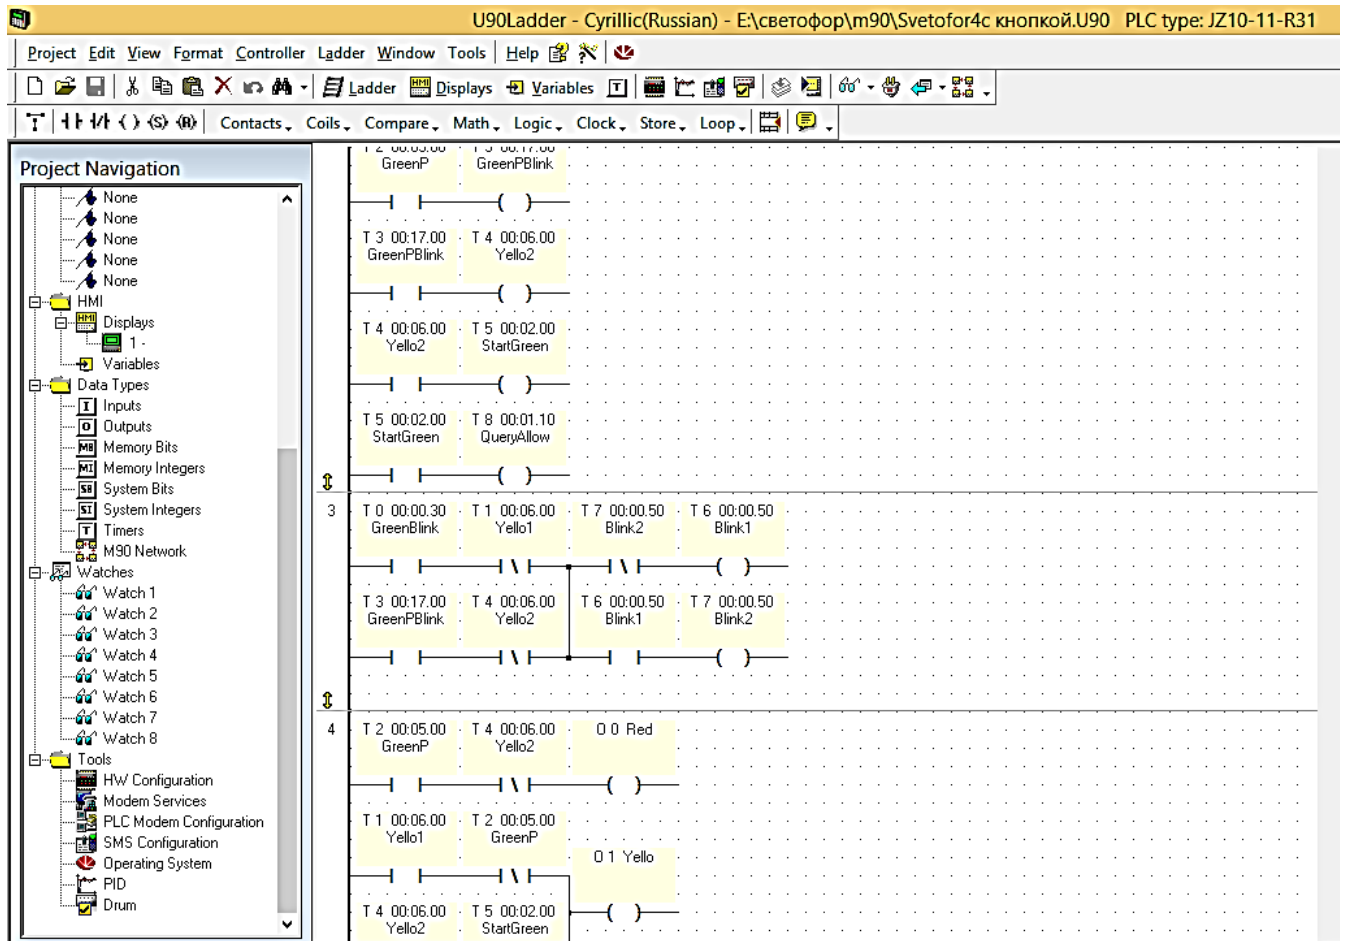 U90Ladder - Cyrillic(Russian) - E:\светофор\m90\Svetofor4с кнопкой.U90 PLC type: JZ10-11-R31
Project Edit View Format Controller Ladder Window Tools Help
Ladder Displays Variables
Contacts Coils Compare Math Logic Clock Store Loop
Project Navigation
None
None
None
None
None
HMI
Displays
1 -
Variables
Data Types
Inputs
Outputs
Memory Bits
Memory Integers
System Bits
System Integers
Timers
M90 Network
Watches
Watch 1
Watch 2
Watch 3
Watch 4
Watch 5
Watch 6
Watch 7
Watch 8
Tools
HW Configuration
Modem Services
PLC Modem Configuration
SMS Configuration
Operating System
PID
Drum
T 2 00:05.00 T 3 00:17.00
GreenP GreenPBlink
T 3 00:17.00 T 4 00:06.00
GreenPBlink Yello2
T 4 00:06.00 T 5 00:02.00
Yello2 StartGreen
T 5 00:02.00 T 8 00:01.10
StartGreen QueryAllow
3 T 0 00:00.30 T 1 00:06.00 T 7 00:00.50 T 6 00:00.50
GreenBlink Yello1 Blink2 Blink1
T 3 00:17.00 T 4 00:06.00 T 6 00:00.50 T 7 00:00.50
GreenPBlink Yello2 Blink1 Blink2
4 T 2 00:05.00 T 4 00:06.00 O 0 Red
GreenP Yello2
T 1 00:06.00 T 2 00:05.00
Yello1 GreenP
O 1 Yello
T 4 00:06.00 T 5 00:02.00
Yello2 StartGreen